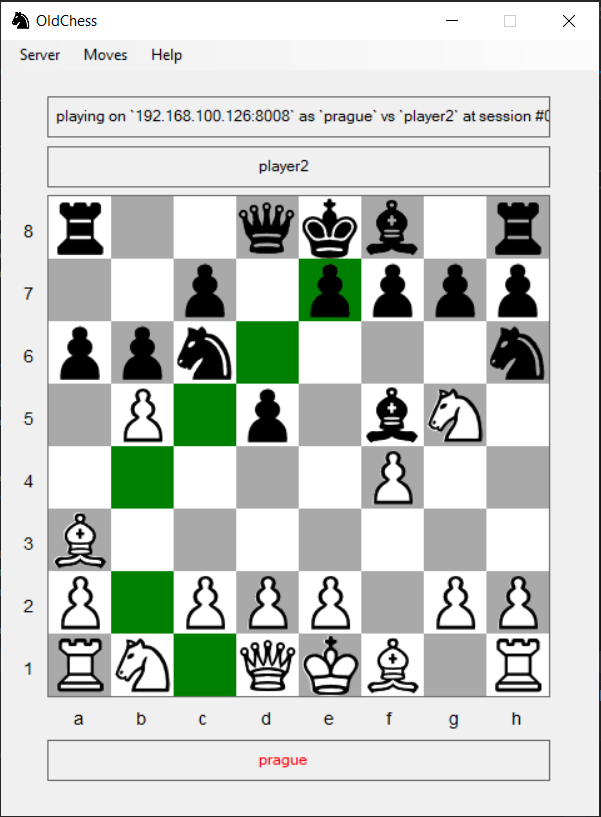 OldChess
Server Moves Help
playing on `192.168.100.126:8008` as `prague` vs `player2` at session #0
player2
8
7
6
5
4
3
2
1
a b c d e f g h
prague